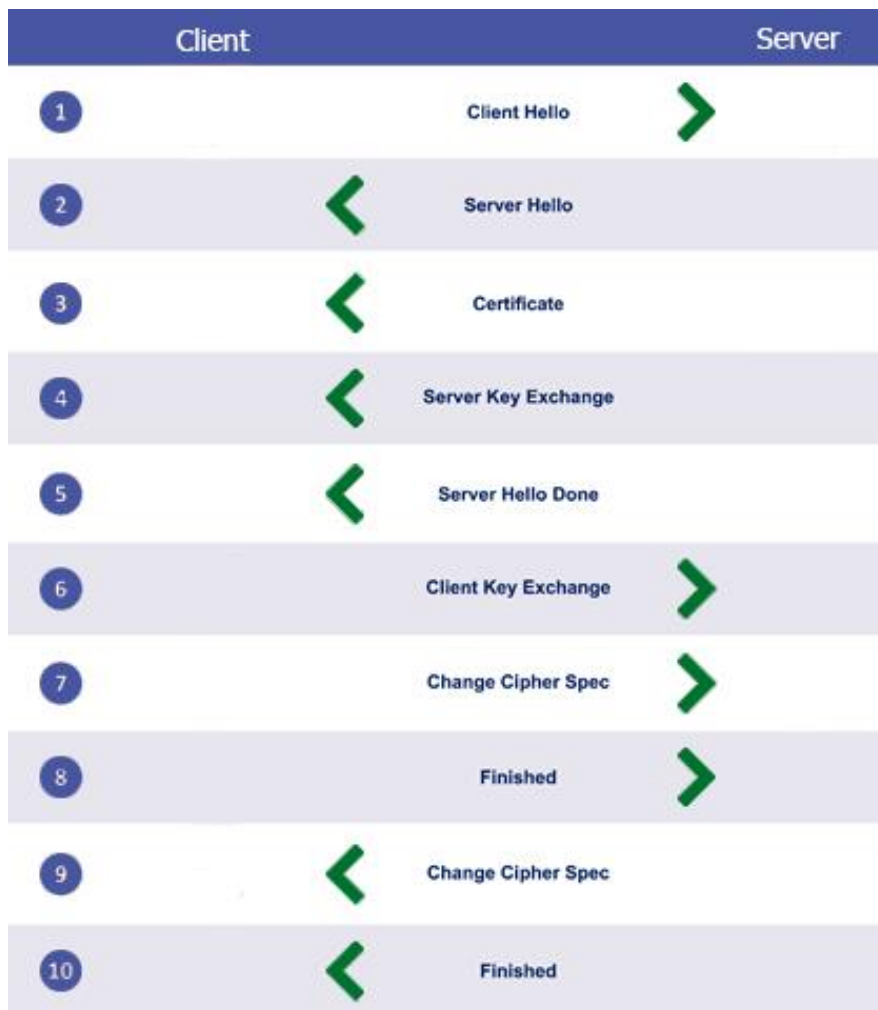 Client Server
1 Client Hello
2 Server Hello
3 Certificate
4 Server Key Exchange
5 Server Hello Done
6 Client Key Exchange
7 Change Cipher Spec
8 Finished
9 Change Cipher Spec
10 Finished